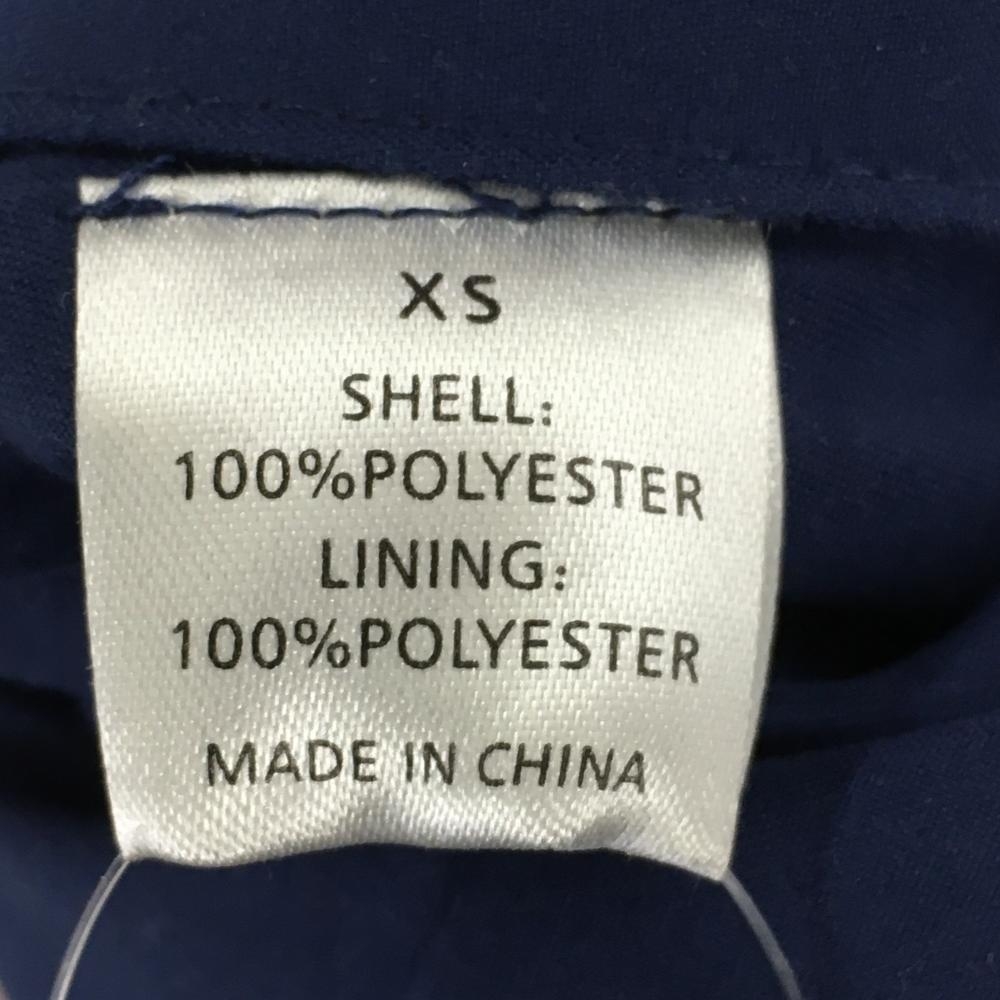 XS
SHELL:
100%POLYESTER
LINING:
100%POLYESTER
MADE IN CHINA